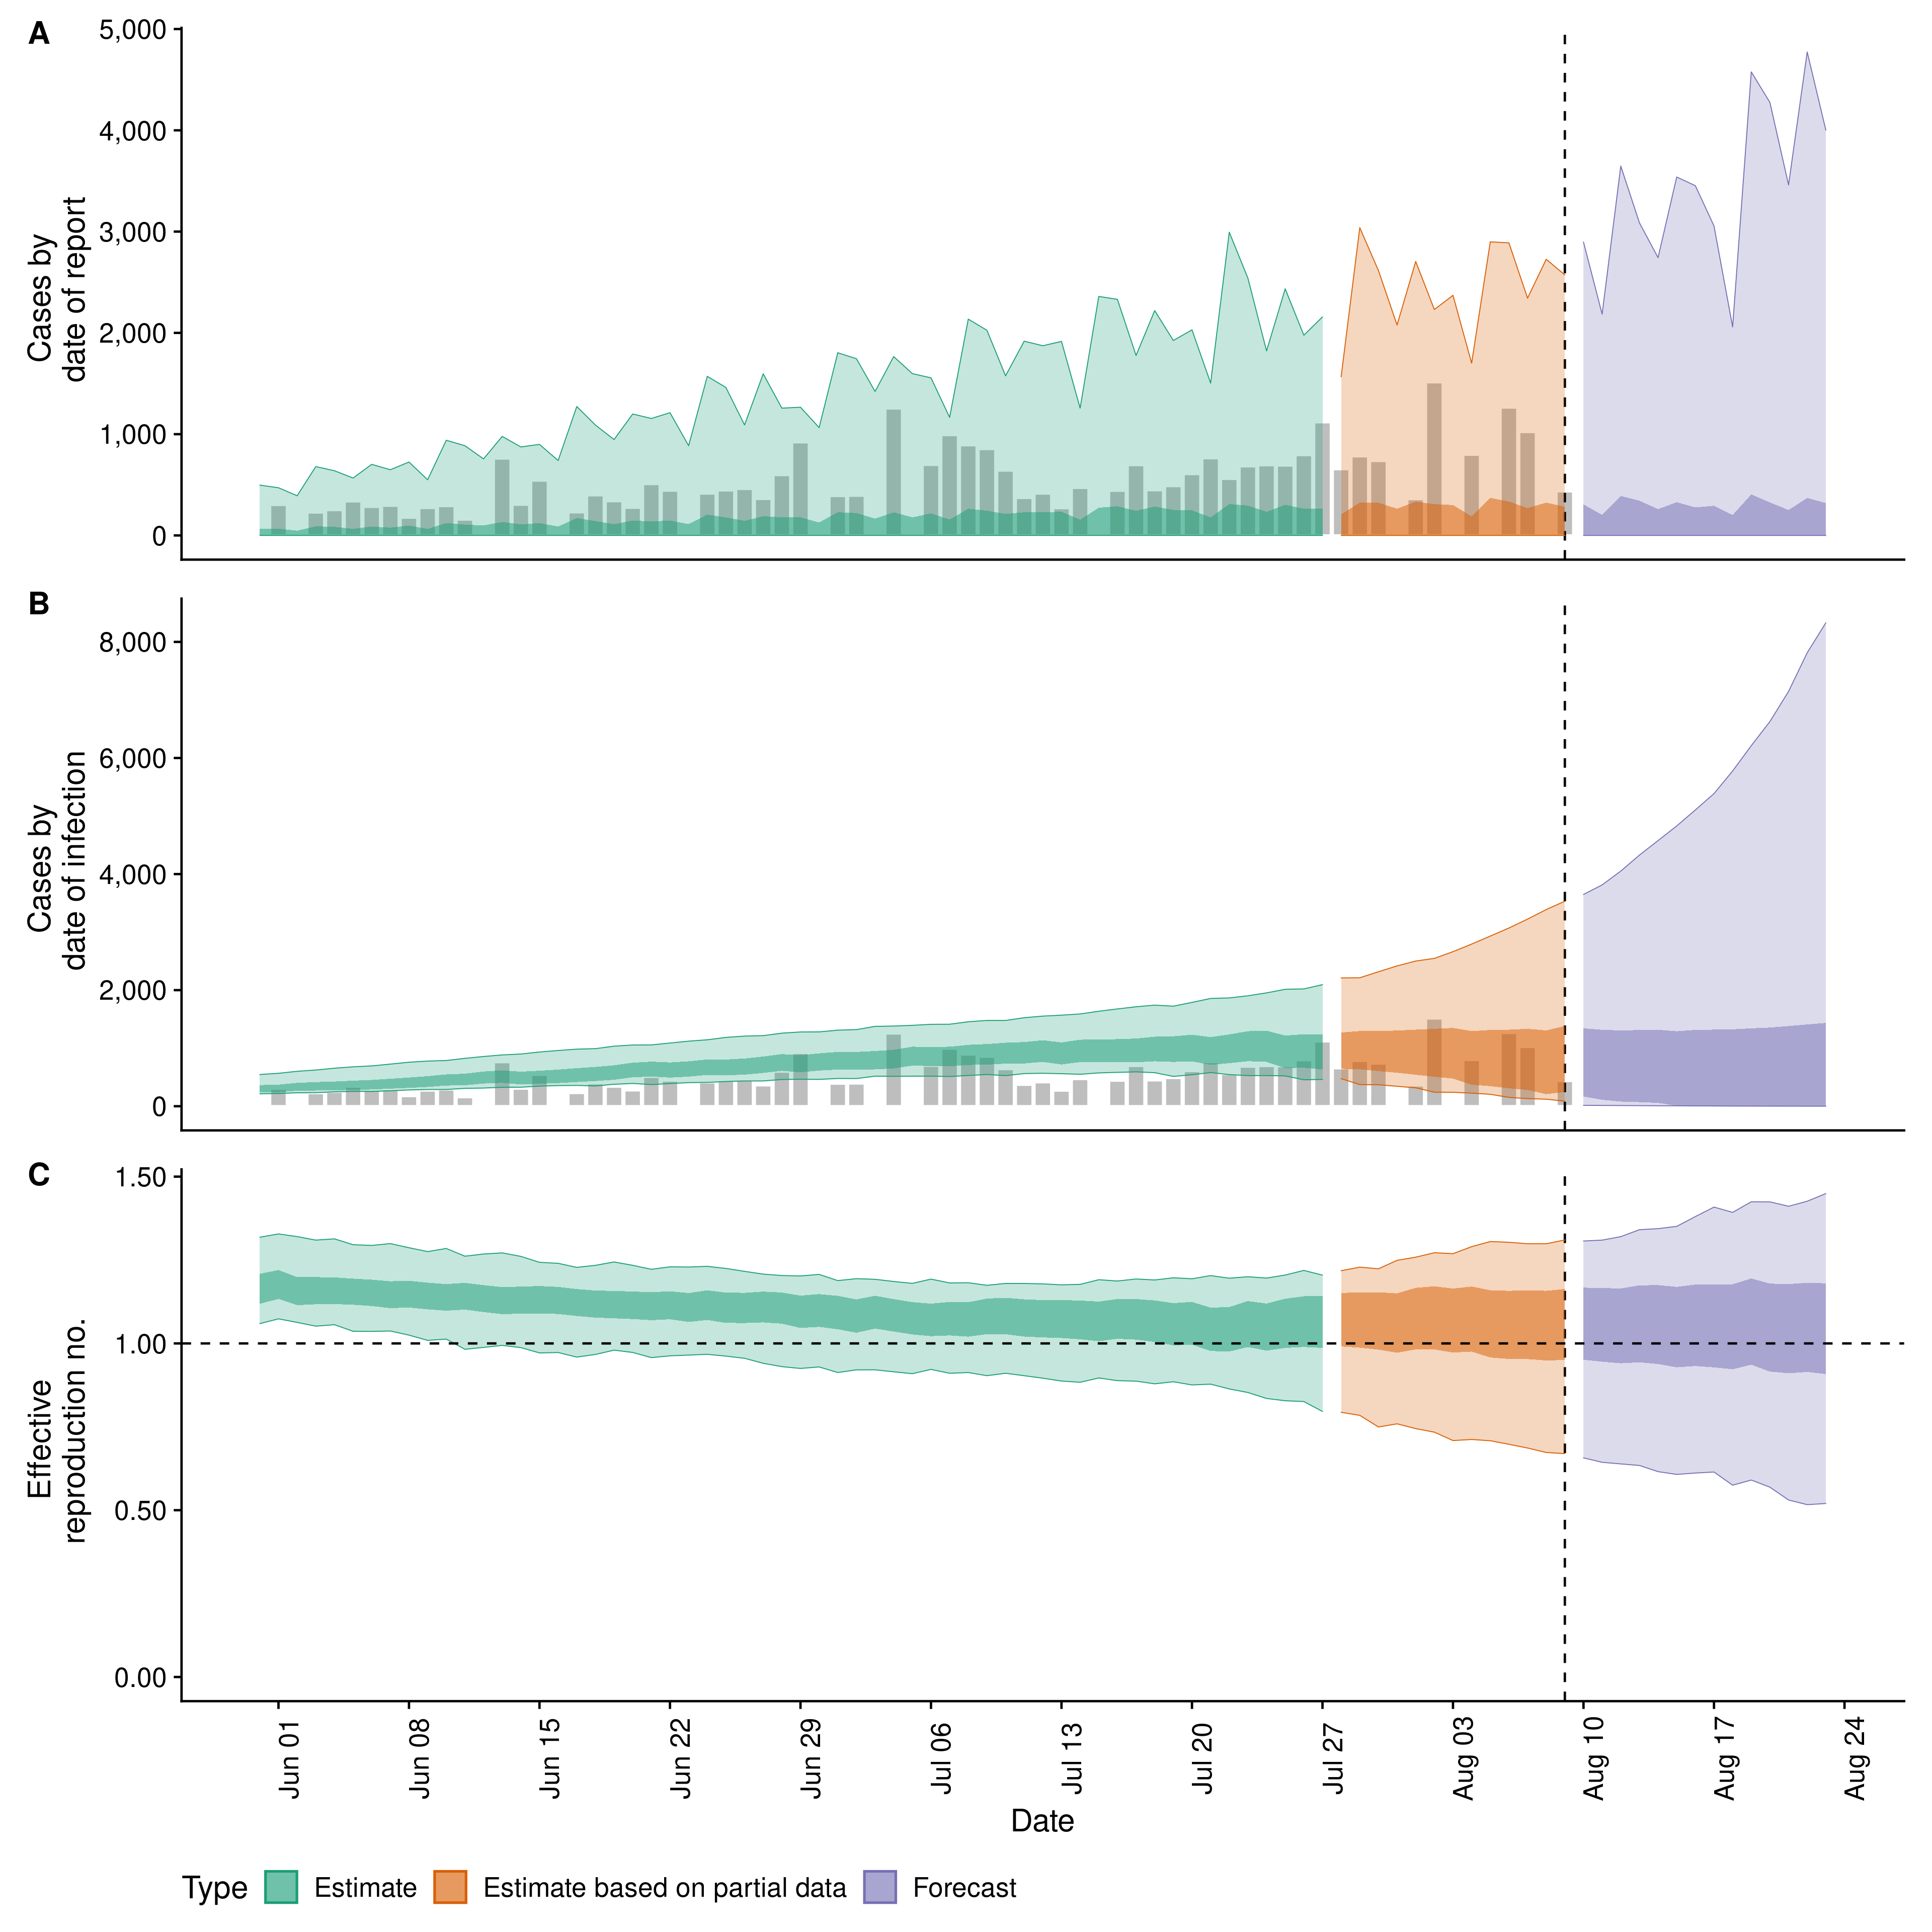 A
Cases by
date of report
5,000
4,000
3,000
2,000
1,000
0
B
Cases by
date of infection
8,000
6,000
4,000
2,000
0
C
Effective
reproduction no.
1.50
1.00
0.50
0.00
Jun 01
Jun 08
Jun 15
Jun 22
Jun 29
Jul 06
Jul 13
Jul 20
Jul 27
Aug 03
Aug 10
Aug 17
Aug 24
Date
Type Estimate Estimate based on partial data Forecast